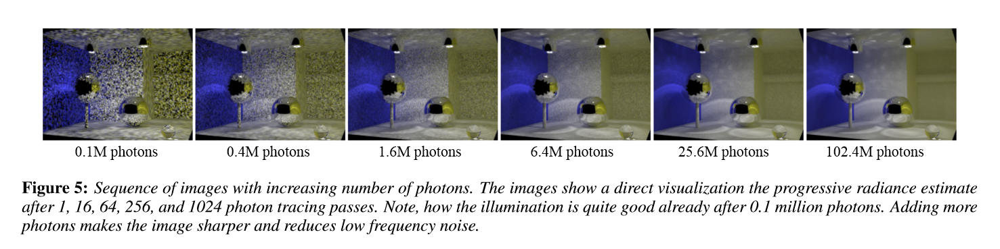 0.1M photons 0.4M photons 1.6M photons 6.4M photons 25.6M photons 102.4M photons
Figure 5: Sequence of images with increasing number of photons. The images show a direct visualization the progressive radiance estimate
after 1, 16, 64, 256, and 1024 photon tracing passes. Note, how the illumination is quite good already after 0.1 million photons. Adding more
photons makes the image sharper and reduces low frequency noise.